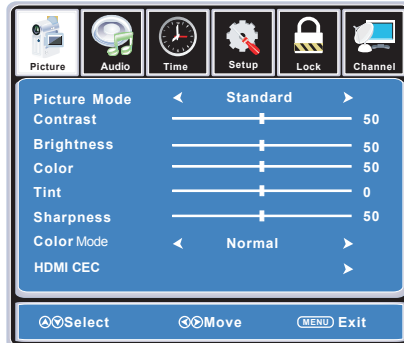 Picture Audio Time Setup Lock Channel
Picture Mode Standard
Contrast 50
Brightness 50
Color 50
Tint 0
Sharpness 50
Color Mode Normal
HDMI CEC
Select Move MENU Exit